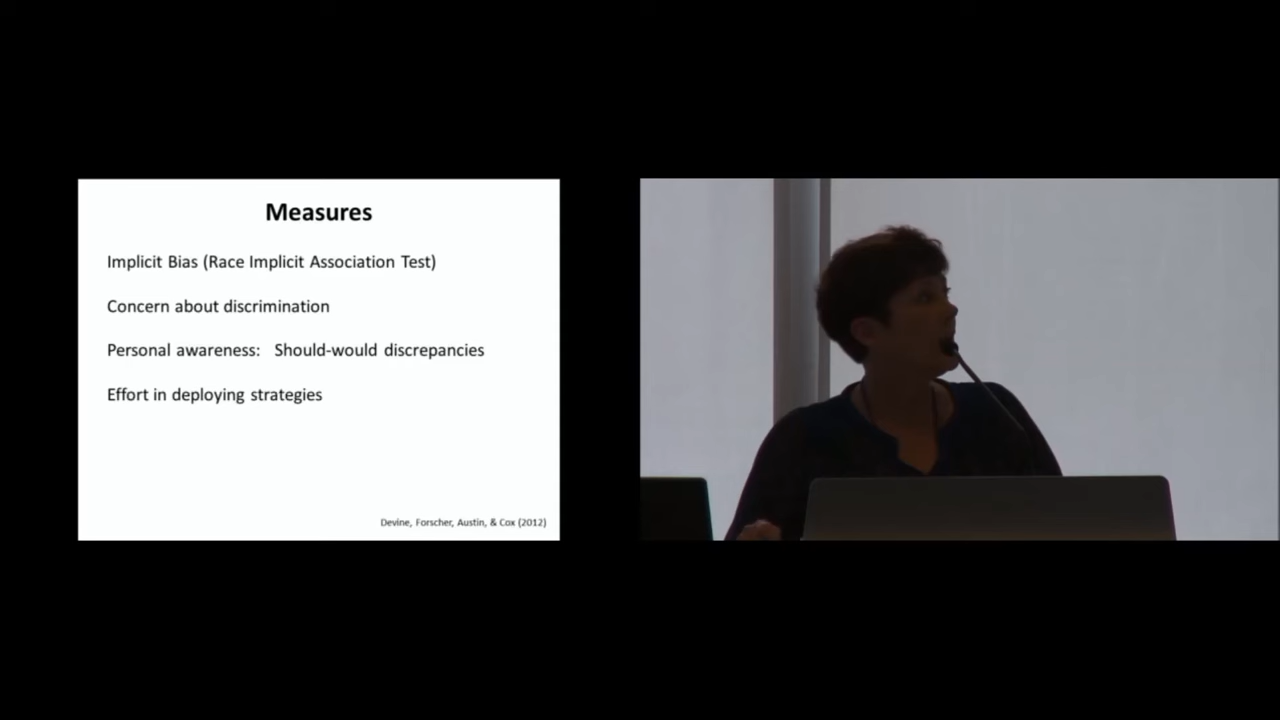 Measures
Implicit Bias (Race Implicit Association Test)
Concern about discrimination
Personal awareness: Should-would discrepancies
Effort in deploying strategies
Devine, Forscher, Austin, & Cox (2012)